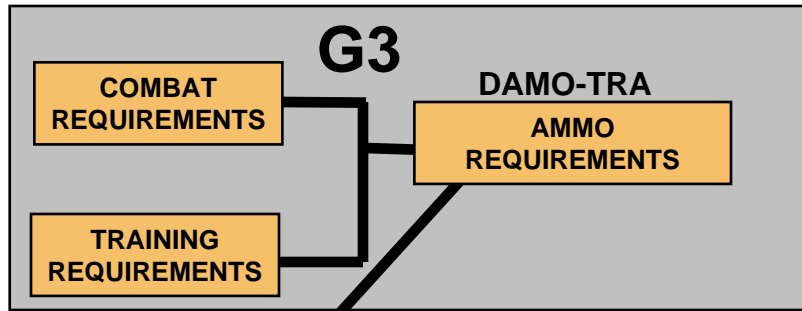 G3
COMBAT
REQUIREMENTS
DAMO-TRA
AMMO
REQUIREMENTS
TRAINING
REQUIREMENTS